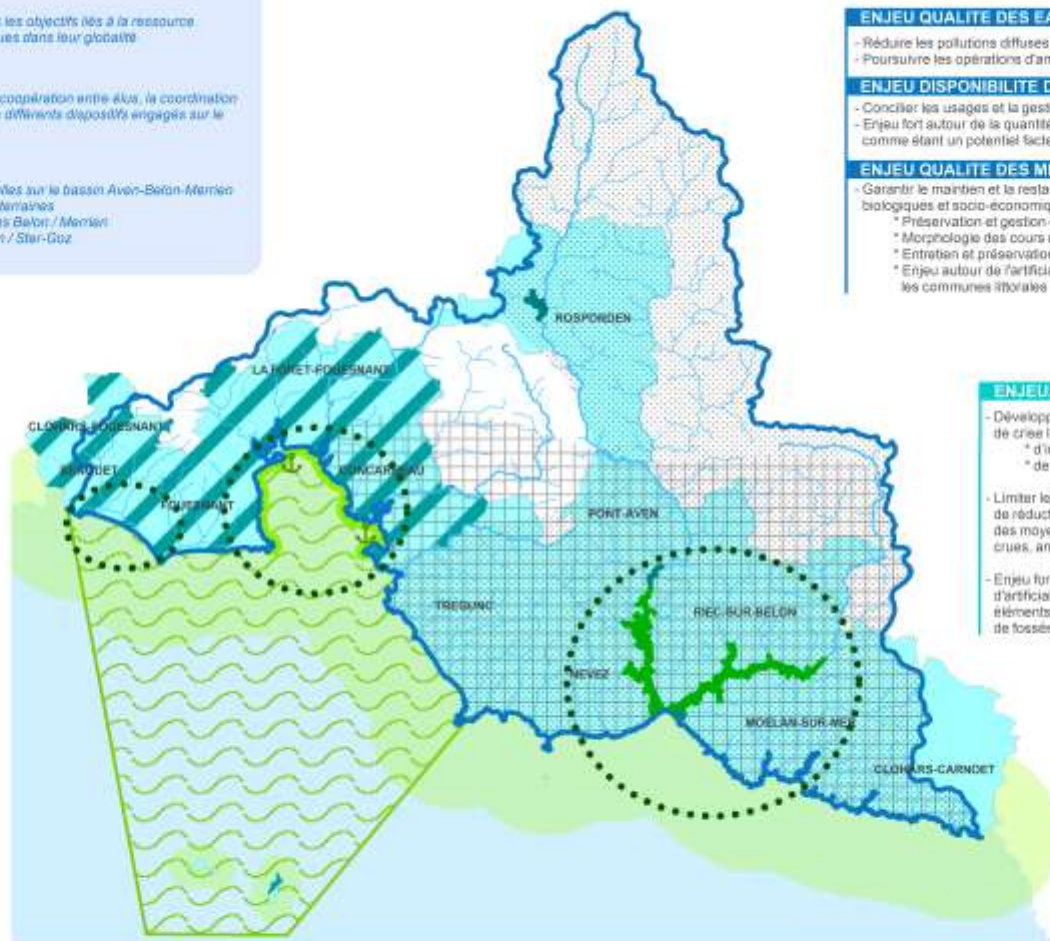 les objectifs liés à la ressource
ues dans leur globalité
coopération entre élus, la coordination
différents dispositifs engagés sur le
lles sur le bassin Aven-Belon-Merrien
terraines
ns Belon / Merrien
n / Ster-Goz
ENJEU QUALITE DES EA
- Réduire les pollutions diffuses
- Poursuivre les opérations d'an
ENJEU DISPONIBILITE D
- Concilier les usages et la gest
- Enjeu fort autour de la quantité
comme étant un potentiel facte
ENJEU QUALITE DES MI
- Garantir le maintien et la resta
biologiques et socio-économiq
* Préservation et gestion
* Morphologie des cours
* Entretien et préservation
* Enjeu autour de l'artificia
les communes littorales
ENJEU
- Développ
de crise l
* d'i
* de
- Limiter le
de réduct
des moye
crues, an
- Enjeu for
d'artificial
éléments
de fossés
ROSPORDEN
LA FORET-FOUESNANT
CLOHARS-FOUESNANT
BENODET
CONCARNEAU
FOUESNANT
PONT-AVEN
TREGUNC
RIEC-SUR-BELON
NEVEZ
MOELAN-SUR-MER
CLOHARS-CARNOET